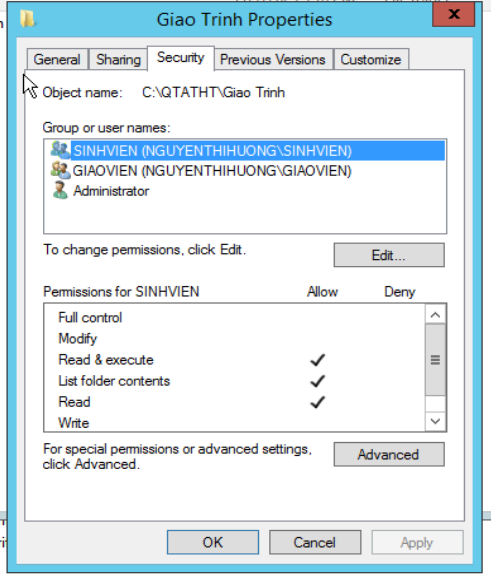 Giao Trinh Properties
x
General Sharing Security Previous Versions Customize
Object name: C:\QTATHT\Giao Trinh
Group or user names:
SINHVIEN (NGUYENTHIHUONG\SINHVIEN)
GIAOVIEN (NGUYENTHIHUONG\GIAOVIEN)
Administrator
To change permissions, click Edit.
Edit...
Permissions for SINHVIEN Allow Deny
Full control
Modify
Read & execute
List folder contents
Read
Write
For special permissions or advanced settings,
click Advanced.
Advanced
OK Cancel Apply